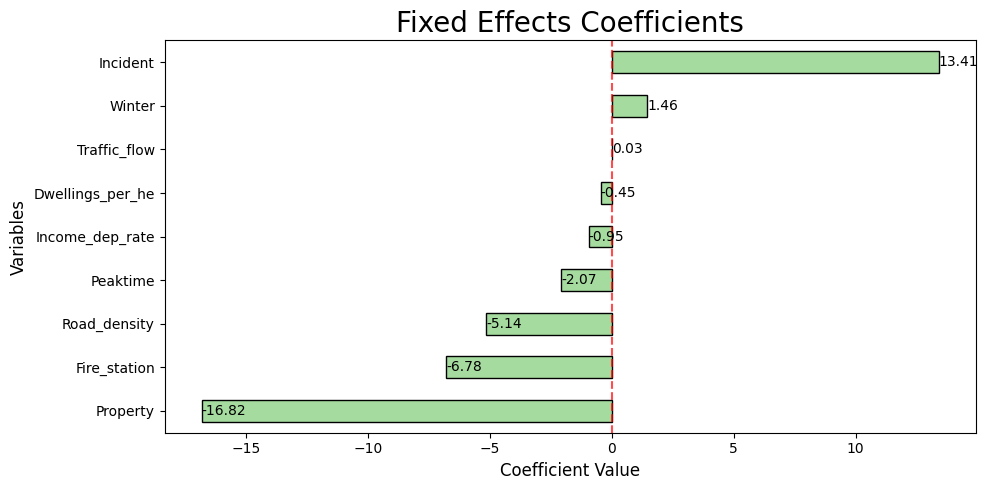 Fixed Effects Coefficients
Variables
Incident
13.41
Winter
1.46
Traffic_flow
0.03
Dwellings_per_he
-0.45
Income_dep_rate
-0.95
Peaktime
-2.07
Road_density
-5.14
Fire_station
-6.78
Property
-16.82
−15 −10 −5 0 5 10
Coefficient Value